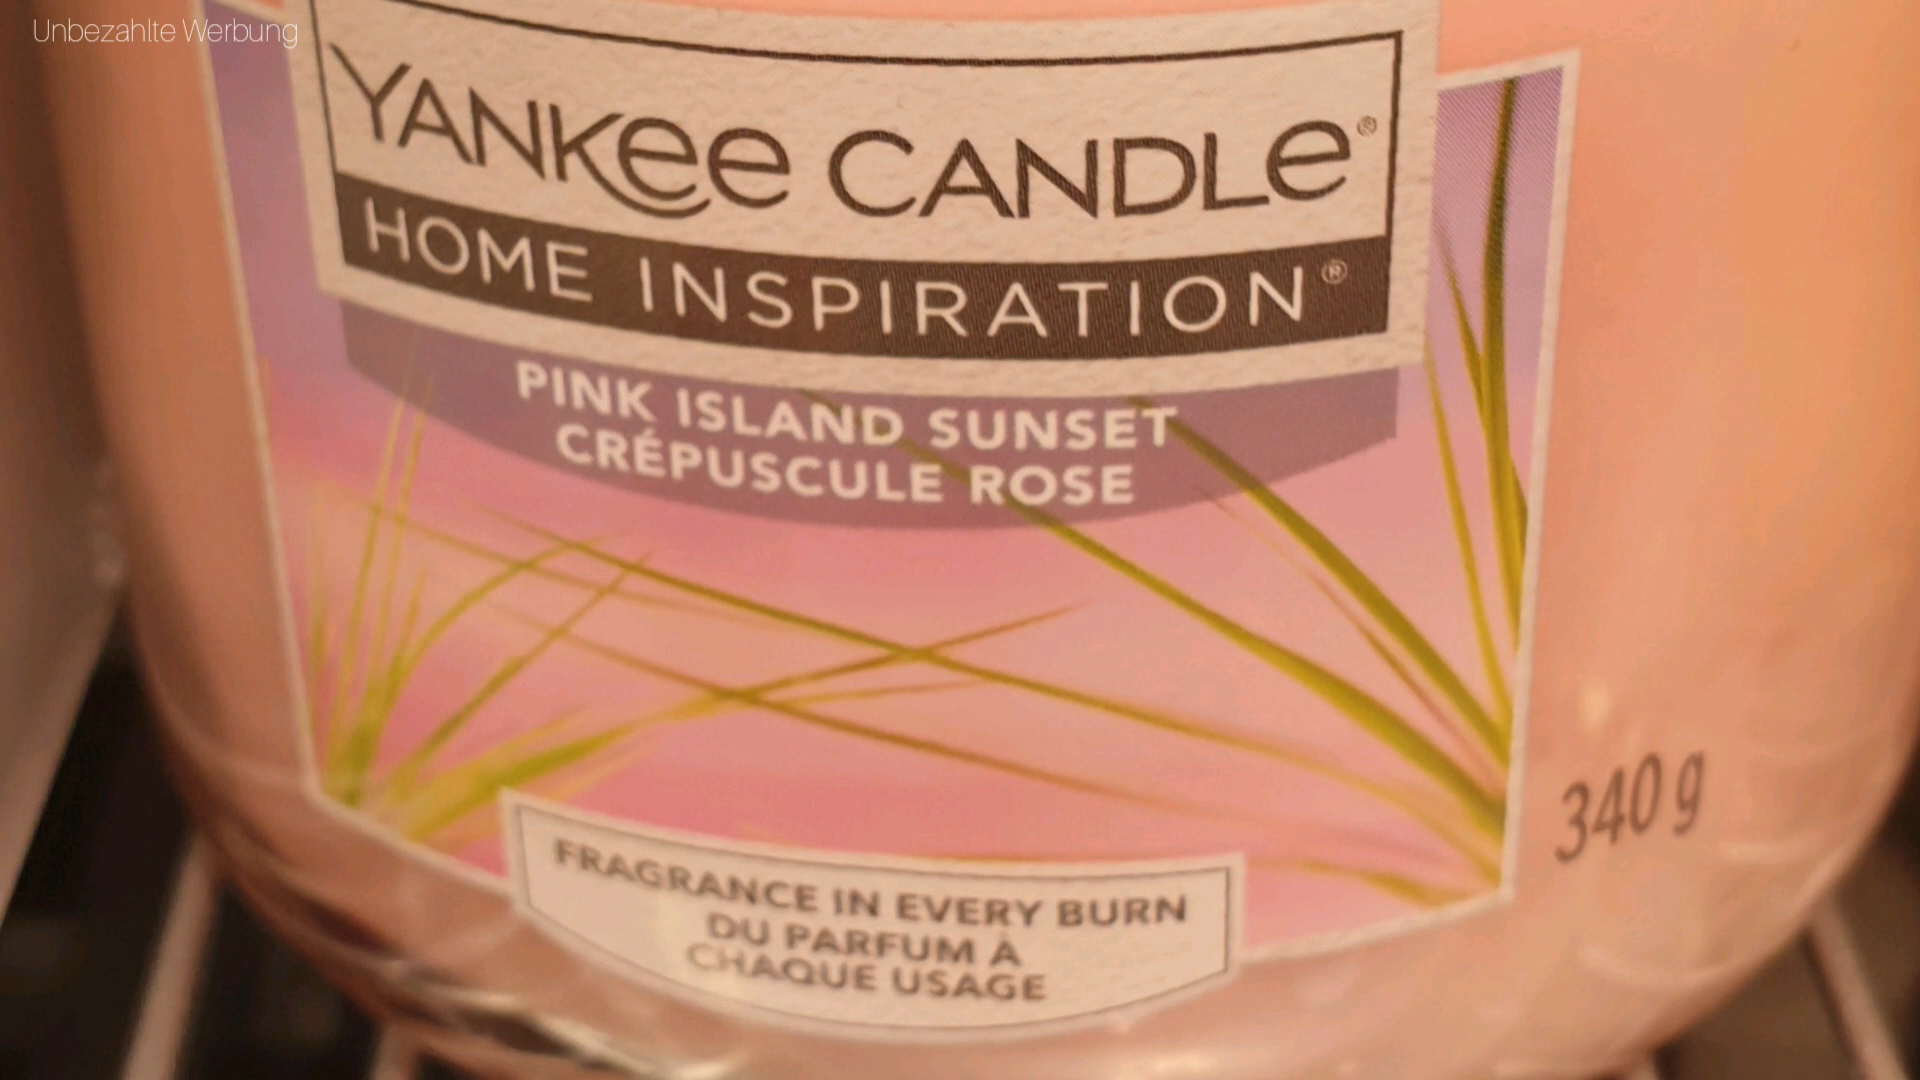 Unbezahlte Werbung
YANKEE CANDLE®
HOME INSPIRATION®
PINK ISLAND SUNSET
CRÉPUSCULE ROSE
340 g
FRAGRANCE IN EVERY BURN
DU PARFUM À
CHAQUE USAGE